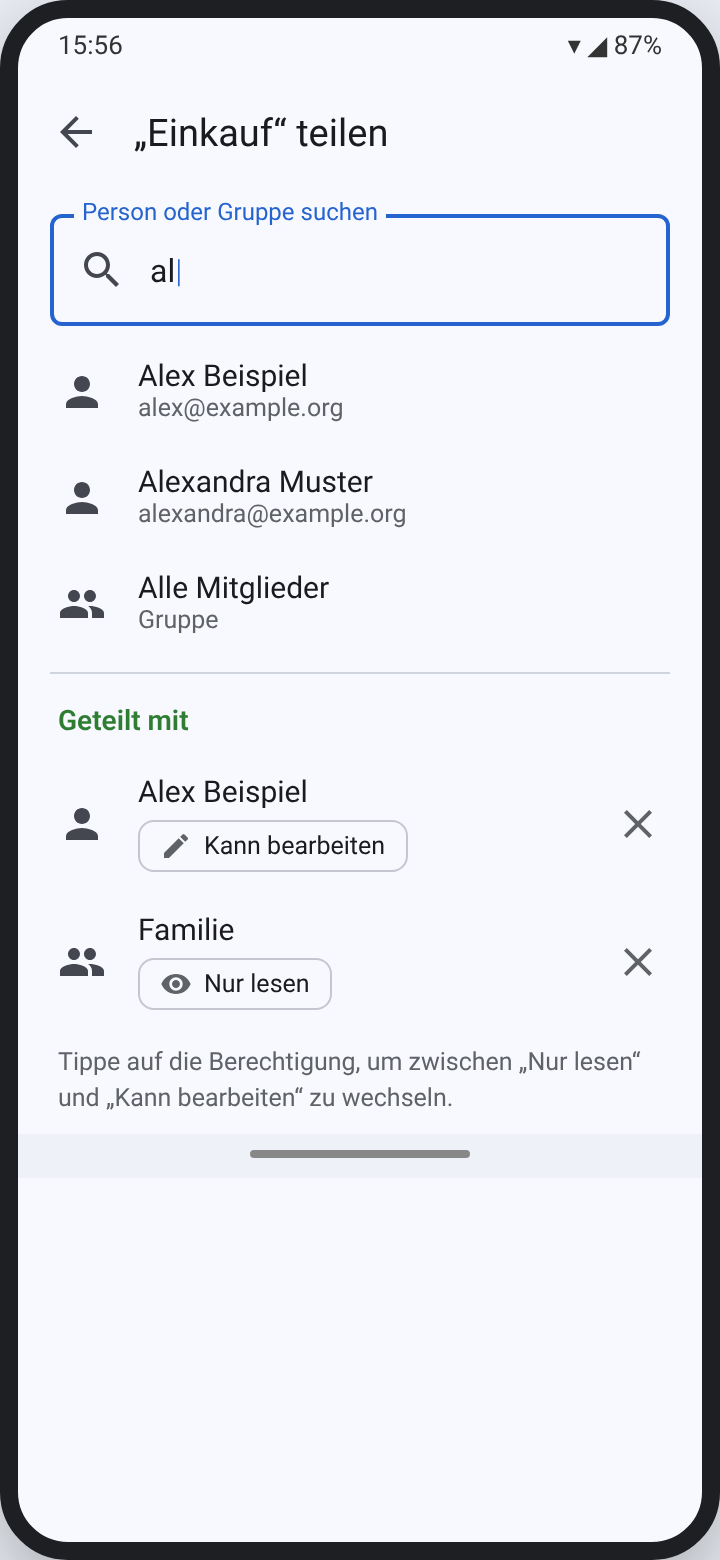 15:56
87%
„Einkauf“ teilen
Person oder Gruppe suchen
al
Alex Beispiel
alex@example.org
Alexandra Muster
alexandra@example.org
Alle Mitglieder
Gruppe
Geteilt mit
Alex Beispiel
Kann bearbeiten
Familie
Nur lesen
Tippe auf die Berechtigung, um zwischen „Nur lesen“
und „Kann bearbeiten“ zu wechseln.